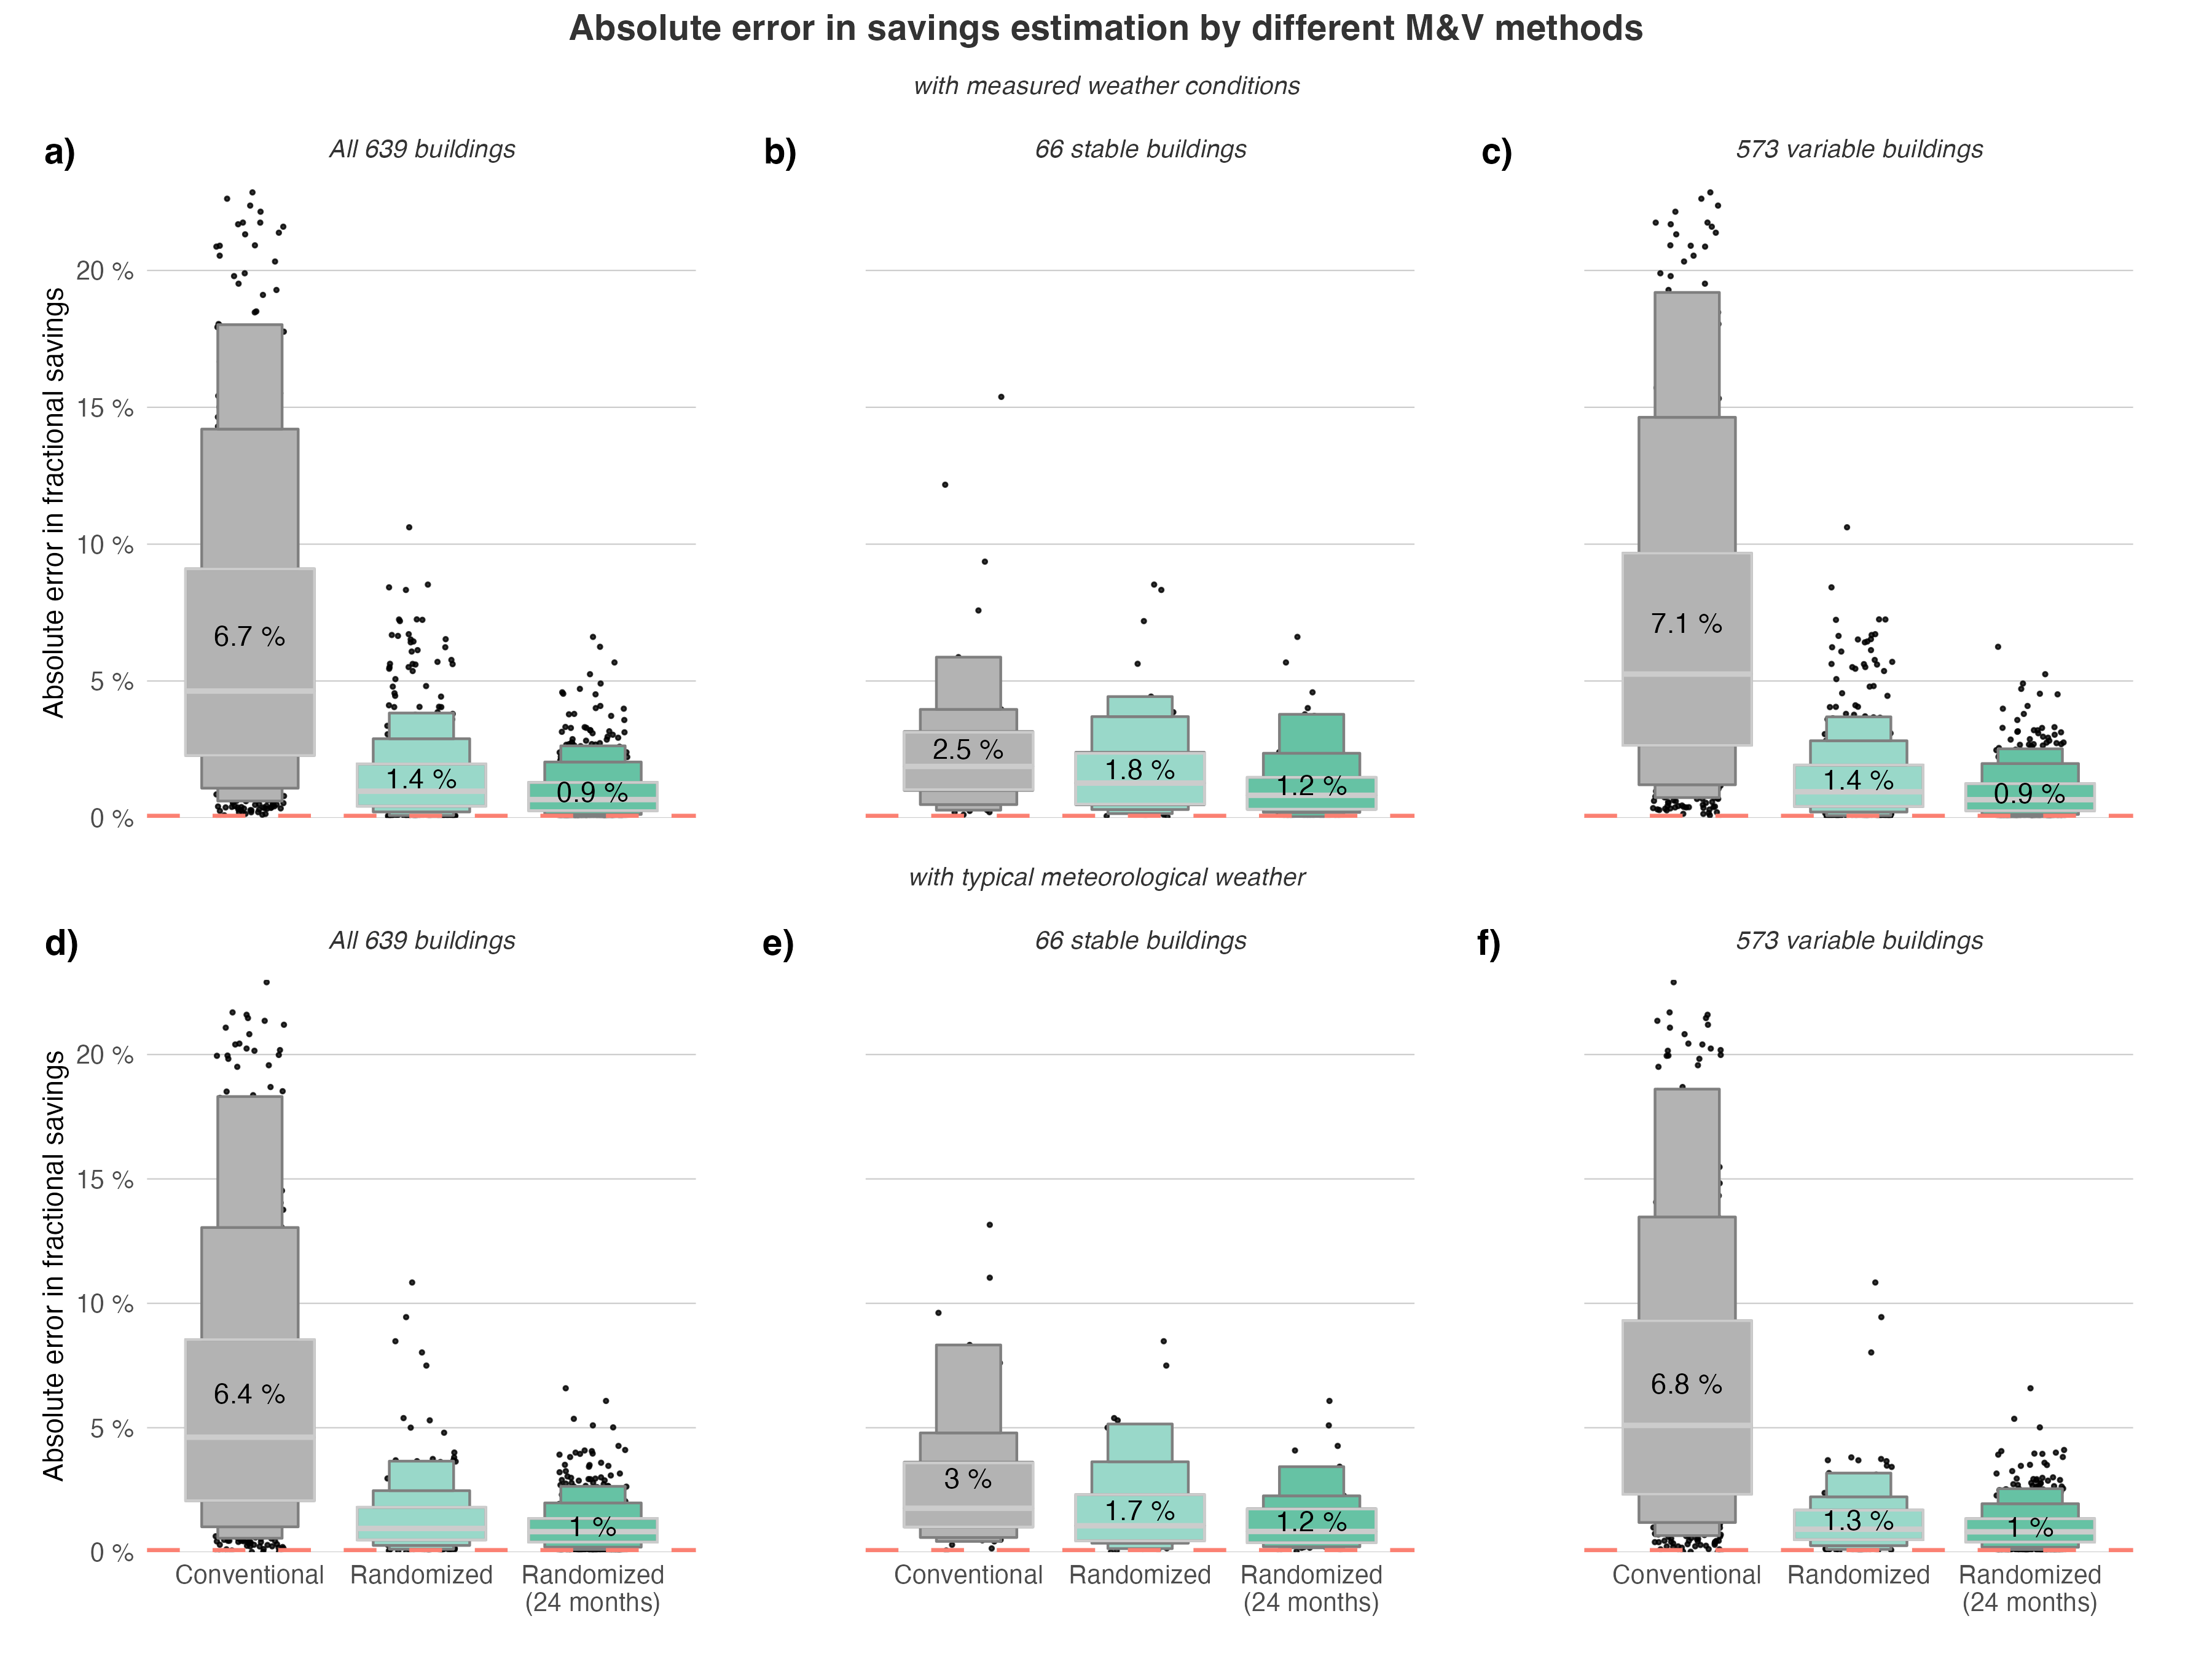 Absolute error in savings estimation by different M&V methods
with measured weather conditions
a)
All 639 buildings
b)
66 stable buildings
c)
573 variable buildings
Absolute error in fractional savings
20 %
15 %
10 %
5 %
0 %
6.7 %
1.4 %
0.9 %
2.5 %
1.8 %
1.2 %
7.1 %
1.4 %
0.9 %
with typical meteorological weather
d)
All 639 buildings
e)
66 stable buildings
f)
573 variable buildings
Absolute error in fractional savings
20 %
15 %
10 %
5 %
0 %
6.4 %
1 %
3 %
1.7 %
1.2 %
6.8 %
1.3 %
1 %
Conventional
Randomized
Randomized
(24 months)
Conventional
Randomized
Randomized
(24 months)
Conventional
Randomized
Randomized
(24 months)